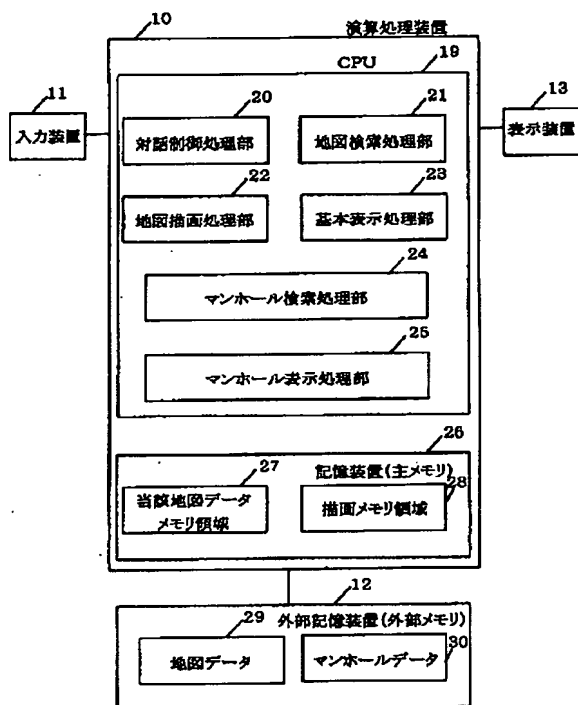 10
演算処理装置
CPU
19
11
入力装置
13
表示装置
20
対話制御処理部
21
地図検索処理部
22
地図描画処理部
23
基本表示処理部
24
マンホール検索処理部
25
マンホール表示処理部
26
記憶装置(主メモリ)
27
当該地図データ
メモリ領域
28
描画メモリ領域
12
外部記憶装置(外部メモリ)
29
地図データ
マンホールデータ
30